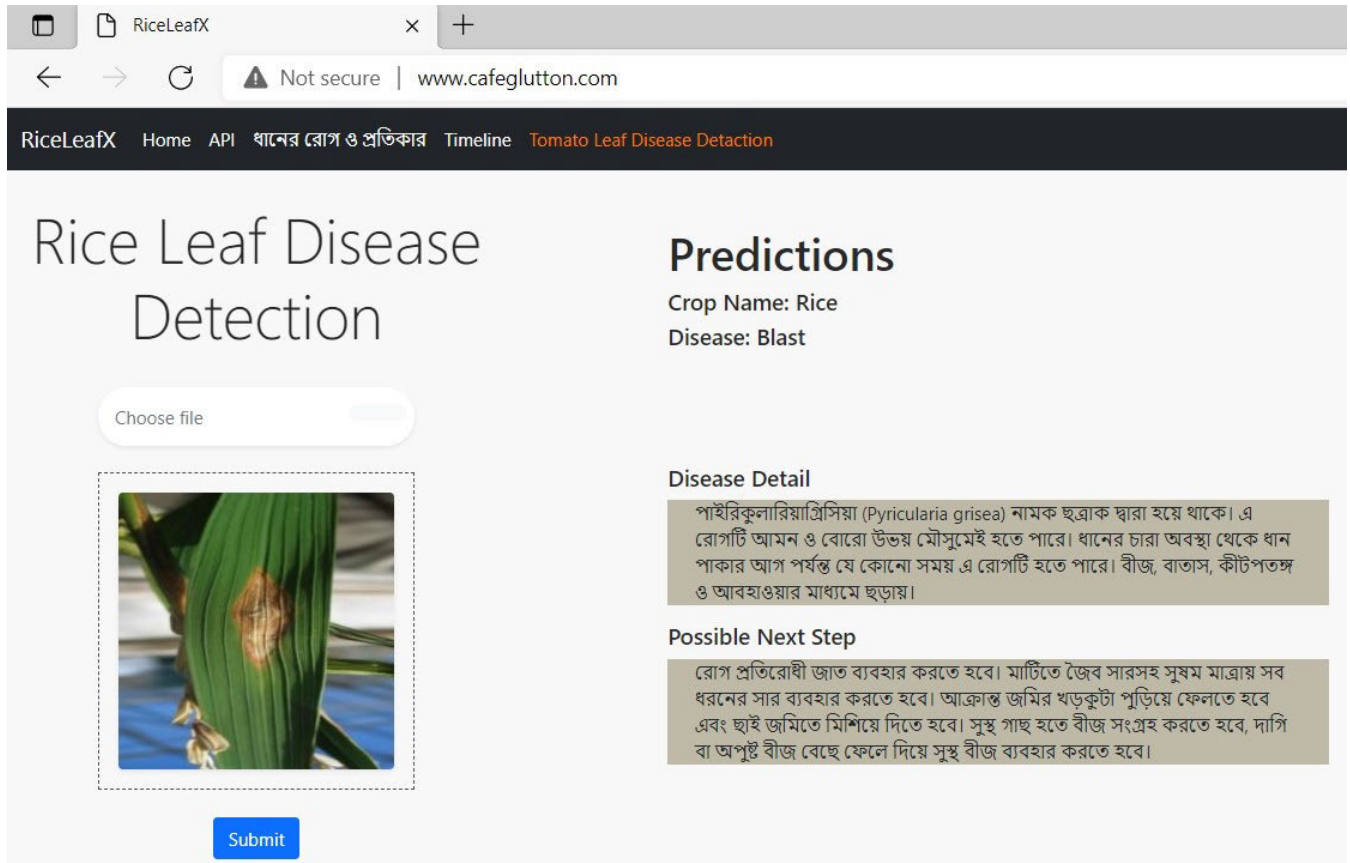 RiceLeafX
Not secure | www.cafeglutton.com
RiceLeafX Home API ধানের রোগ ও প্রতিকার Timeline Tomato Leaf Disease Detaction
Rice Leaf Disease
Detection
Choose file
Submit
Predictions
Crop Name: Rice
Disease: Blast
Disease Detail
পাইরিকুলারিয়াগ্রিসিয়া (Pyricularia grisea) নামক ছত্রাক দ্বারা হয়ে থাকে। এ
রোগটি আমন ও বোরো উভয় মৌসুমেই হতে পারে। ধানের চারা অবস্থা থেকে ধান
পাকার আগ পর্যন্ত যে কোনো সময় এ রোগটি হতে পারে। বীজ, বাতাস, কীটপতঙ্গ
ও আবহাওয়ার মাধ্যমে ছড়ায়।
Possible Next Step
রোগ প্রতিরোধী জাত ব্যবহার করতে হবে। মাটিতে জৈব সারসহ সুষম মাত্রায় সব
ধরনের সার ব্যবহার করতে হবে। আক্রান্ত জমির খড়কুটা পুড়িয়ে ফেলতে হবে
এবং ছাই জমিতে মিশিয়ে দিতে হবে। সুস্থ গাছ হতে বীজ সংগ্রহ করতে হবে, দাগি
বা অপুষ্ট বীজ বেছে ফেলে দিয়ে সুস্থ বীজ ব্যবহার করতে হবে।